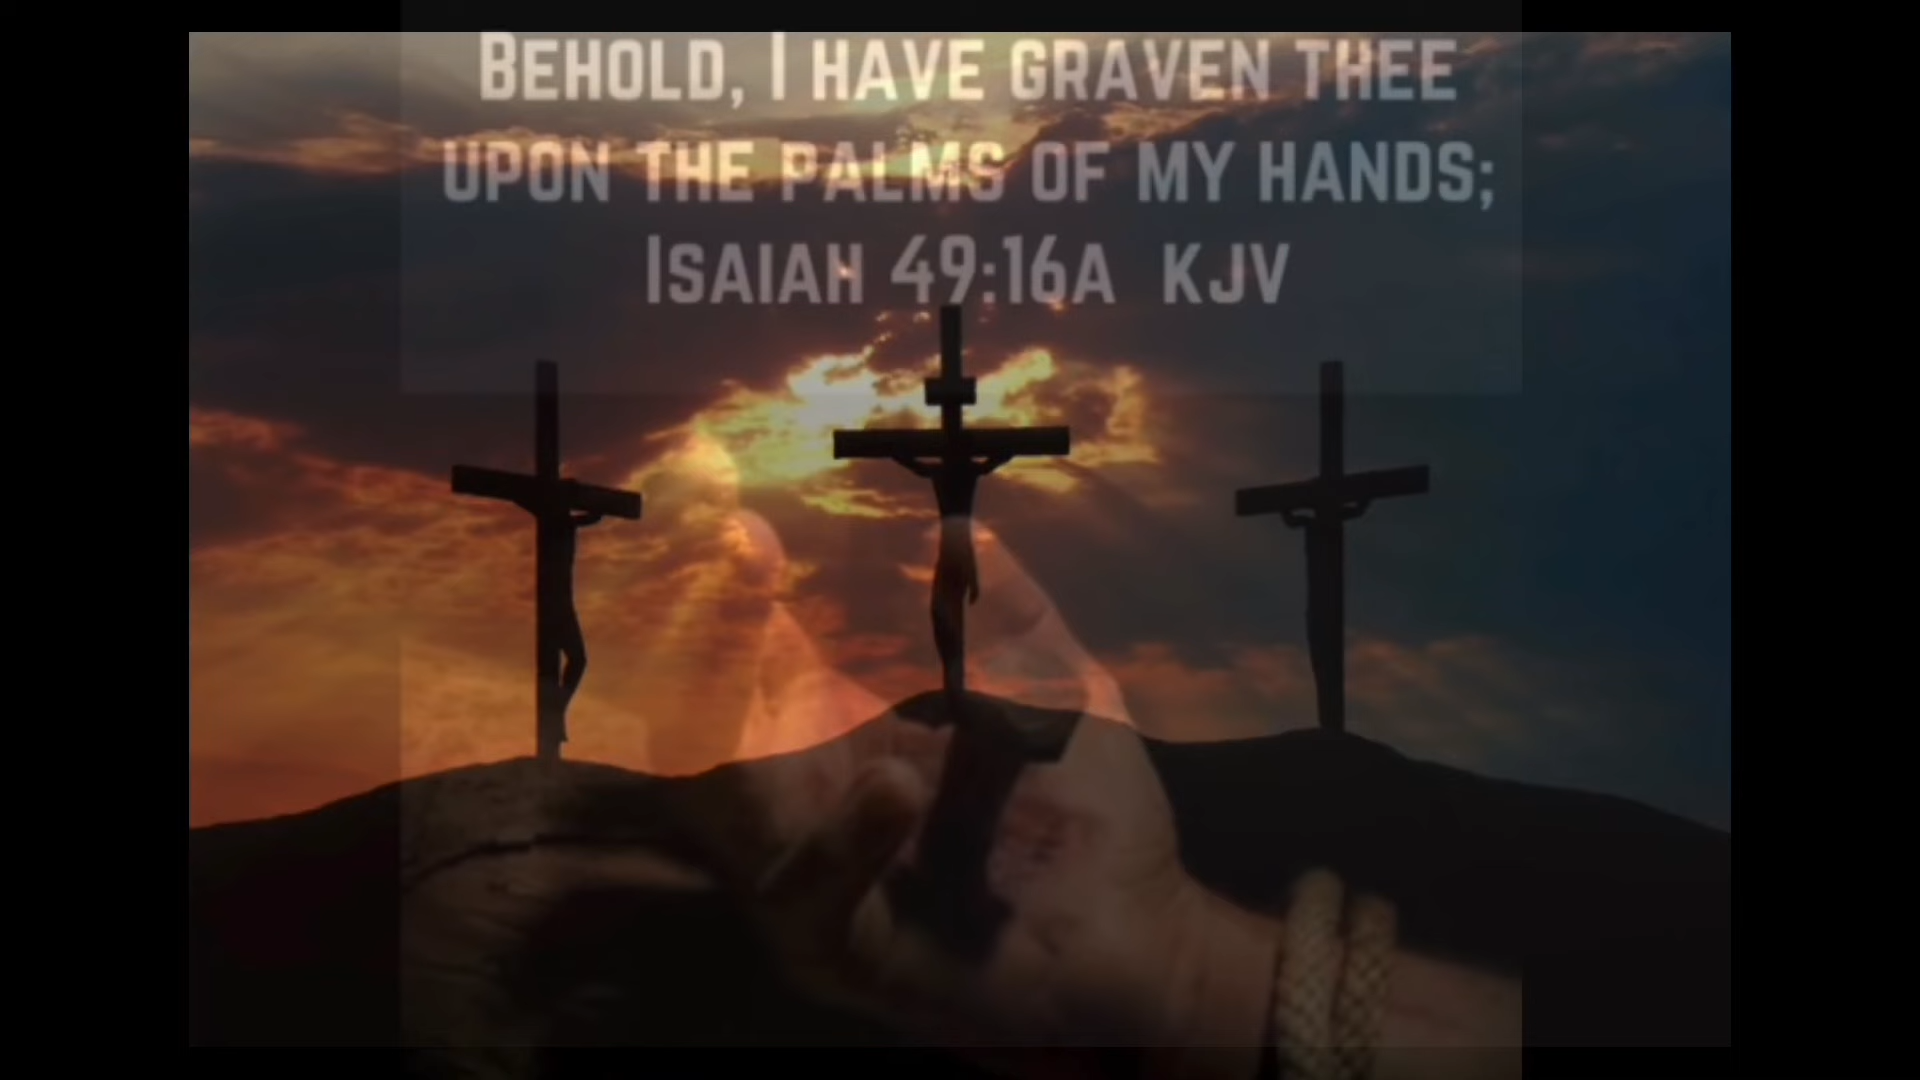 Behold, I have graven thee
upon the palms of my hands;
Isaiah 49:16a KJV